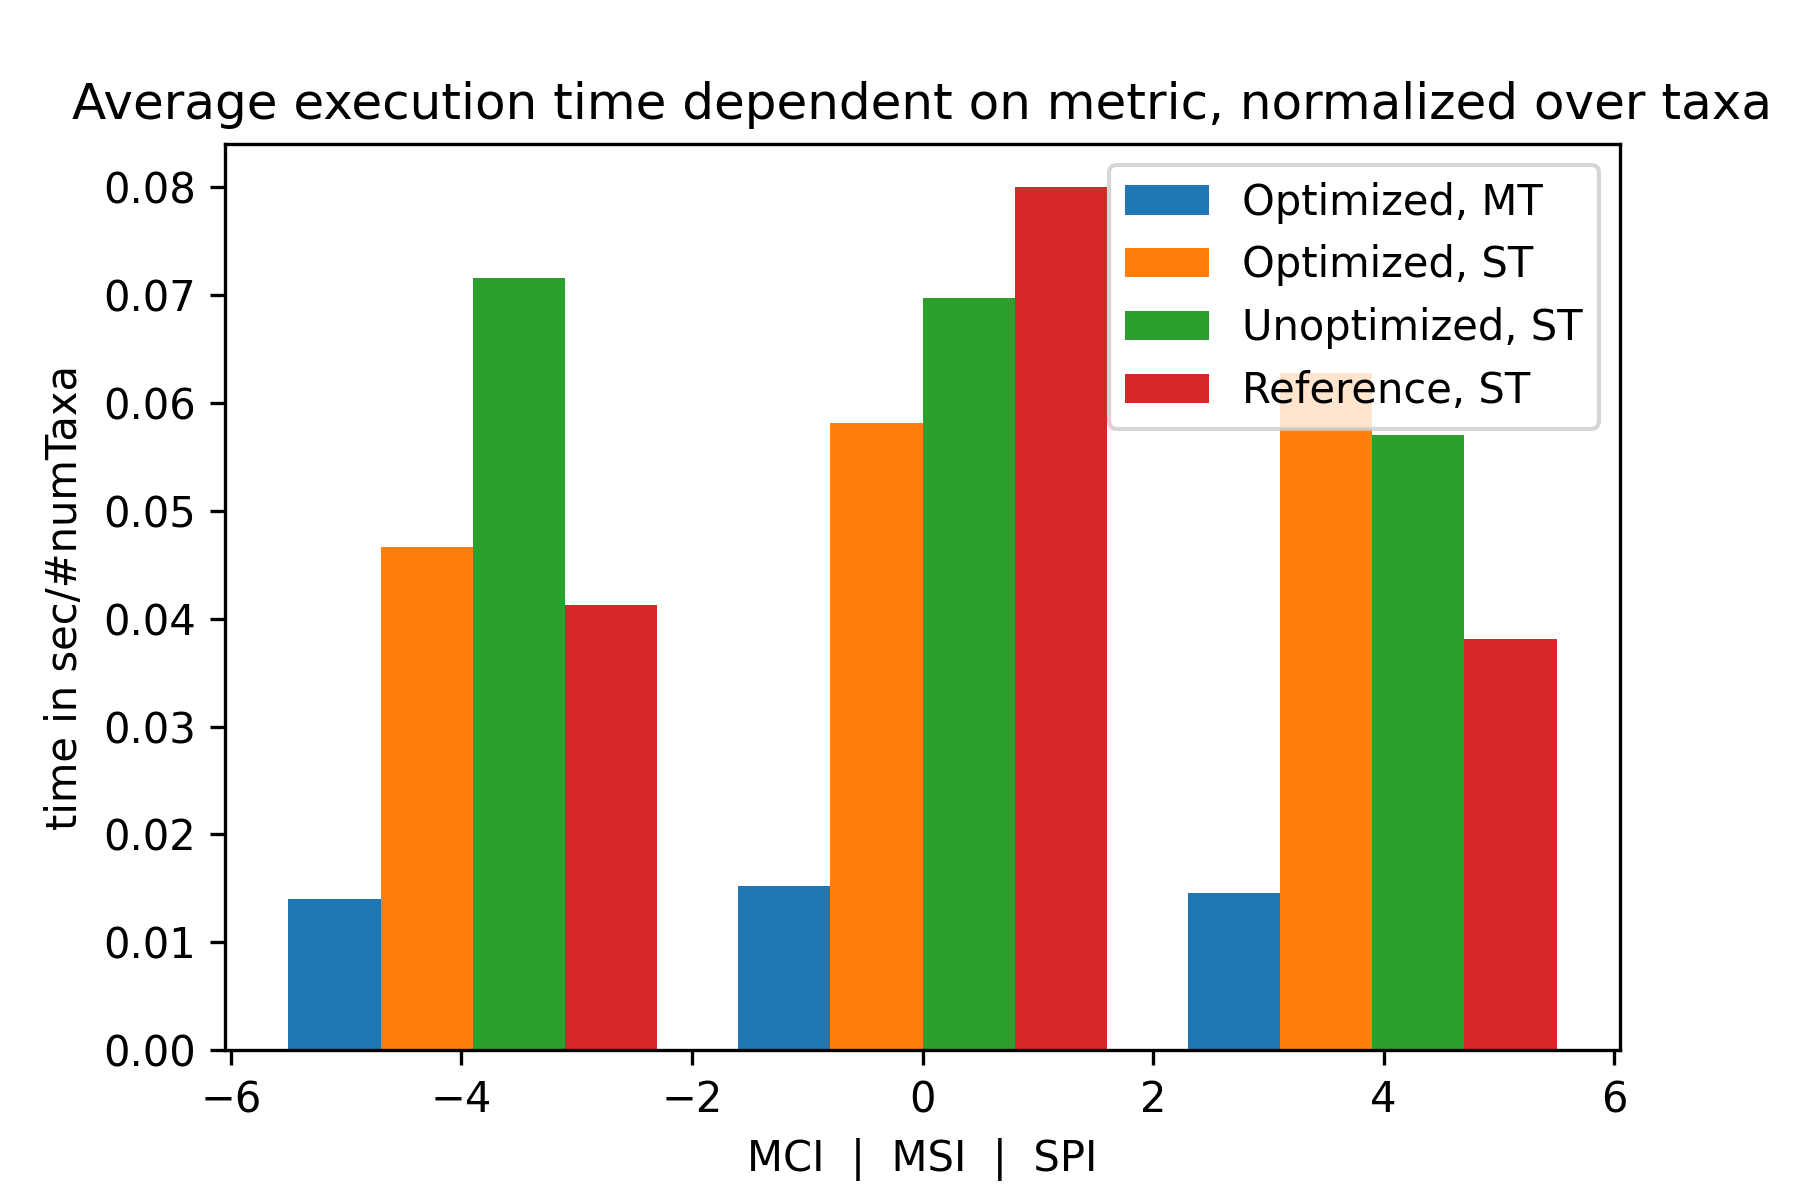 Average execution time dependent on metric, normalized over taxa
time in sec/#numTaxa
0.08
0.07
0.06
0.05
0.04
0.03
0.02
0.01
0.00
Optimized, MT
Optimized, ST
Unoptimized, ST
Reference, ST
−6 −4 −2 0 2 4 6
MCI | MSI | SPI